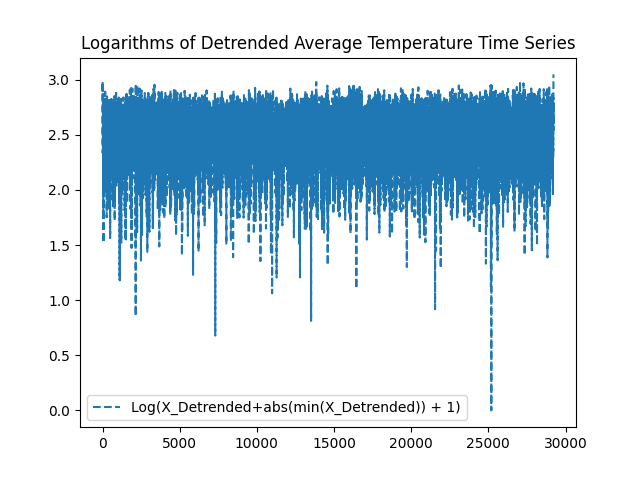 Logarithms of Detrended Average Temperature Time Series
3.0
2.5
2.0
1.5
1.0
0.5
0.0
Log(X_Detrended+abs(min(X_Detrended)) + 1)
0 5000 10000 15000 20000 25000 30000